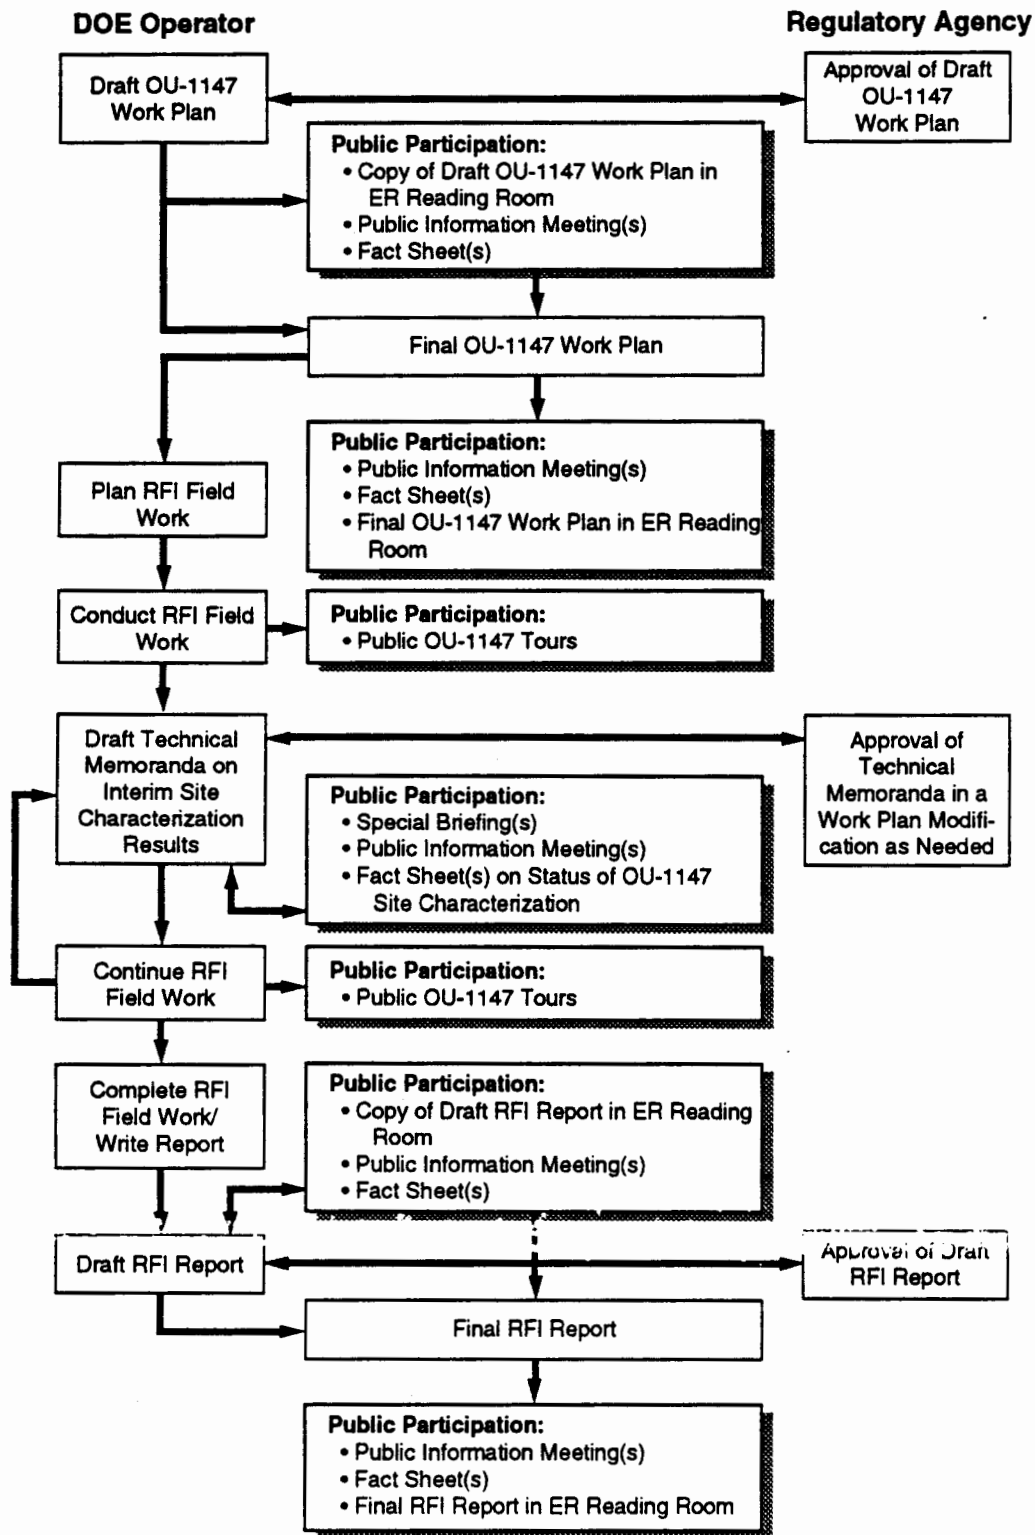 DOE Operator
Regulatory Agency
Draft OU-1147
Work Plan
Approval of Draft
OU-1147
Work Plan
Public Participation:
• Copy of Draft OU-1147 Work Plan in
ER Reading Room
• Public Information Meeting(s)
• Fact Sheet(s)
Final OU-1147 Work Plan
Public Participation:
• Public Information Meeting(s)
• Fact Sheet(s)
• Final OU-1147 Work Plan in ER Reading
Room
Plan RFI Field
Work
Conduct RFI Field
Work
Public Participation:
• Public OU-1147 Tours
Draft Technical
Memoranda on
Interim Site
Characterization
Results
Approval of
Technical
Memoranda in a
Work Plan Modifi-
cation as Needed
Public Participation:
• Special Briefing(s)
• Public Information Meeting(s)
• Fact Sheet(s) on Status of OU-1147
Site Characterization
Continue RFI
Field Work
Public Participation:
• Public OU-1147 Tours
Complete RFI
Field Work/
Write Report
Public Participation:
• Copy of Draft RFI Report in ER Reading
Room
• Public Information Meeting(s)
• Fact Sheet(s)
Draft RFI Report
Approval of Draft
RFI Report
Final RFI Report
Public Participation:
• Public Information Meeting(s)
• Fact Sheet(s)
• Final RFI Report in ER Reading Room